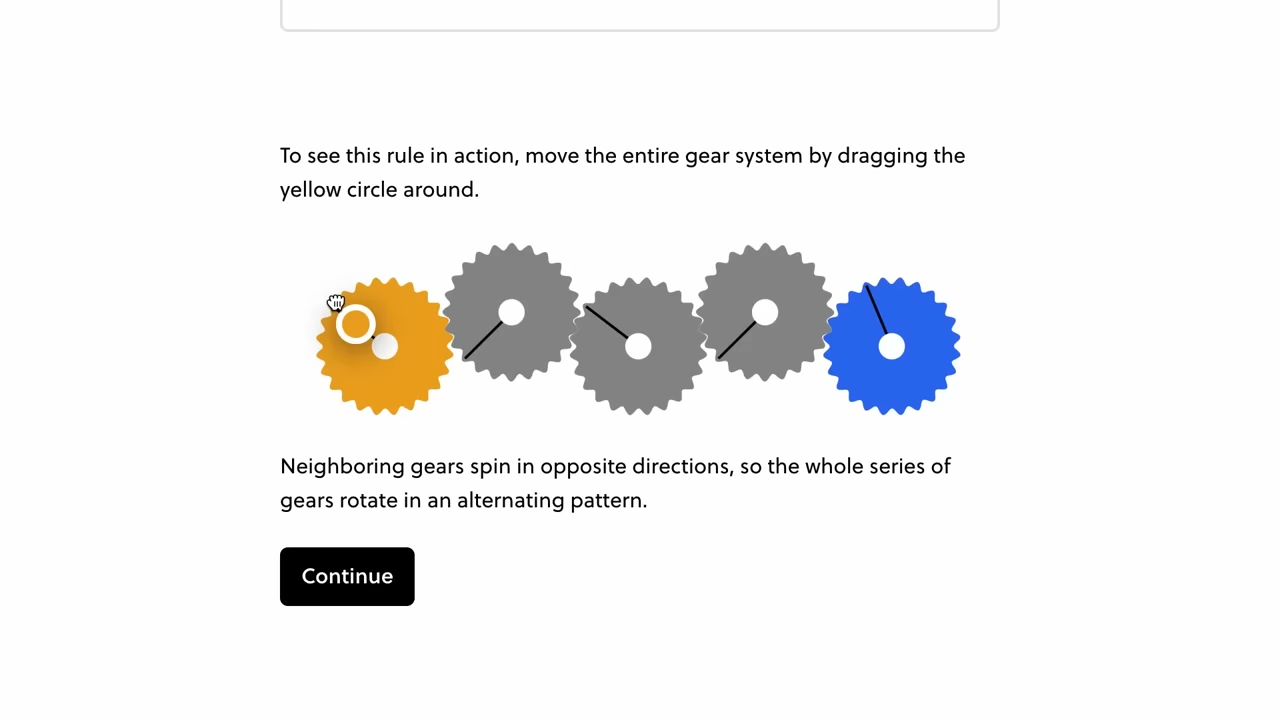 To see this rule in action, move the entire gear system by dragging the
yellow circle around.
Neighboring gears spin in opposite directions, so the whole series of
gears rotate in an alternating pattern.
Continue